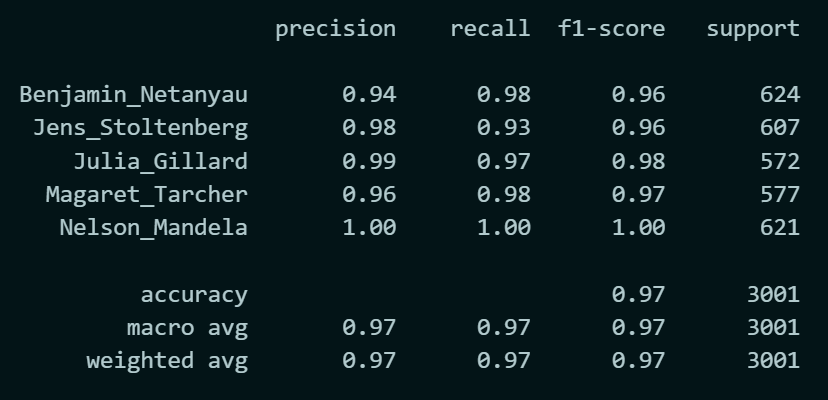 precision recall f1-score support
Benjamin_Netanyau 0.94 0.98 0.96 624
Jens_Stoltenberg 0.98 0.93 0.96 607
Julia_Gillard 0.99 0.97 0.98 572
Magaret_Tarcher 0.96 0.98 0.97 577
Nelson_Mandela 1.00 1.00 1.00 621
accuracy 0.97 3001
macro avg 0.97 0.97 0.97 3001
weighted avg 0.97 0.97 0.97 3001